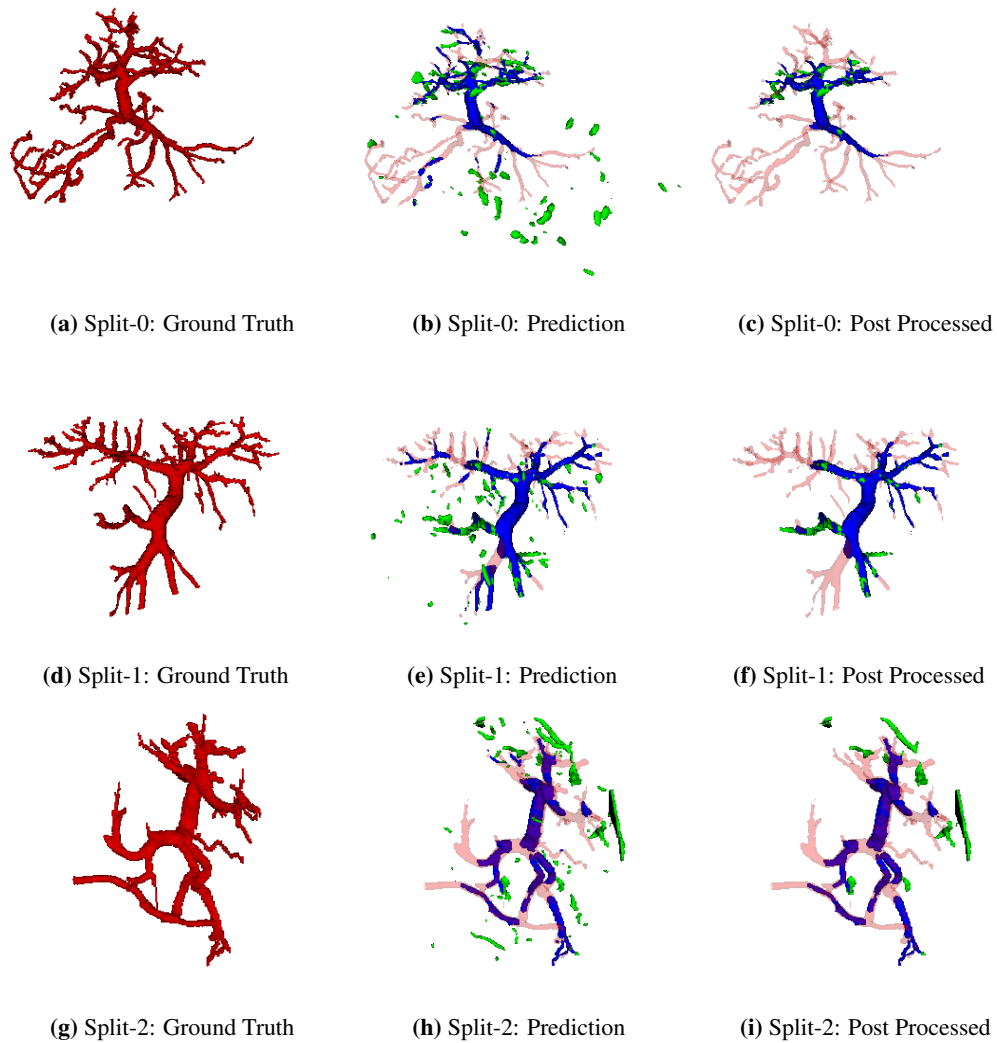 (a) Split-0: Ground Truth
(b) Split-0: Prediction
(c) Split-0: Post Processed
(d) Split-1: Ground Truth
(e) Split-1: Prediction
(f) Split-1: Post Processed
(g) Split-2: Ground Truth
(h) Split-2: Prediction
(i) Split-2: Post Processed